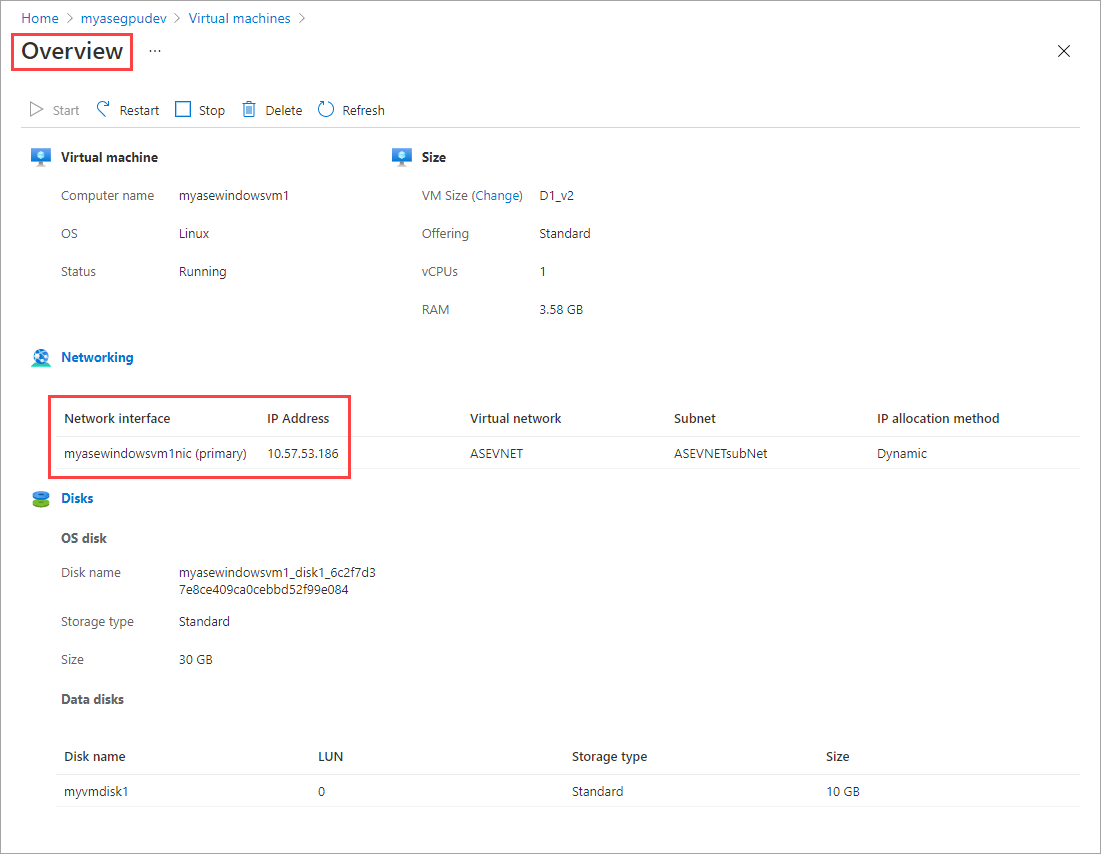 Home > myasegpudev > Virtual machines >
Overview ...
Start Restart Stop Delete Refresh
Virtual machine Size
Computer name myasewindowsvm1 VM Size (Change) D1_v2
OS Linux Offering Standard
Status Running vCPUs 1
RAM 3.58 GB
Networking
Network interface IP Address Virtual network Subnet IP allocation method
myasewindowsvm1nic (primary) 10.57.53.186 ASEVNET ASEVNETsubNet Dynamic
Disks
OS disk
Disk name myasewindowsvm1_disk1_6c2f7d3
7e8ce409ca0cebbd52f99e084
Storage type Standard
Size 30 GB
Data disks
Disk name LUN Storage type Size
myvmdisk1 0 Standard 10 GB